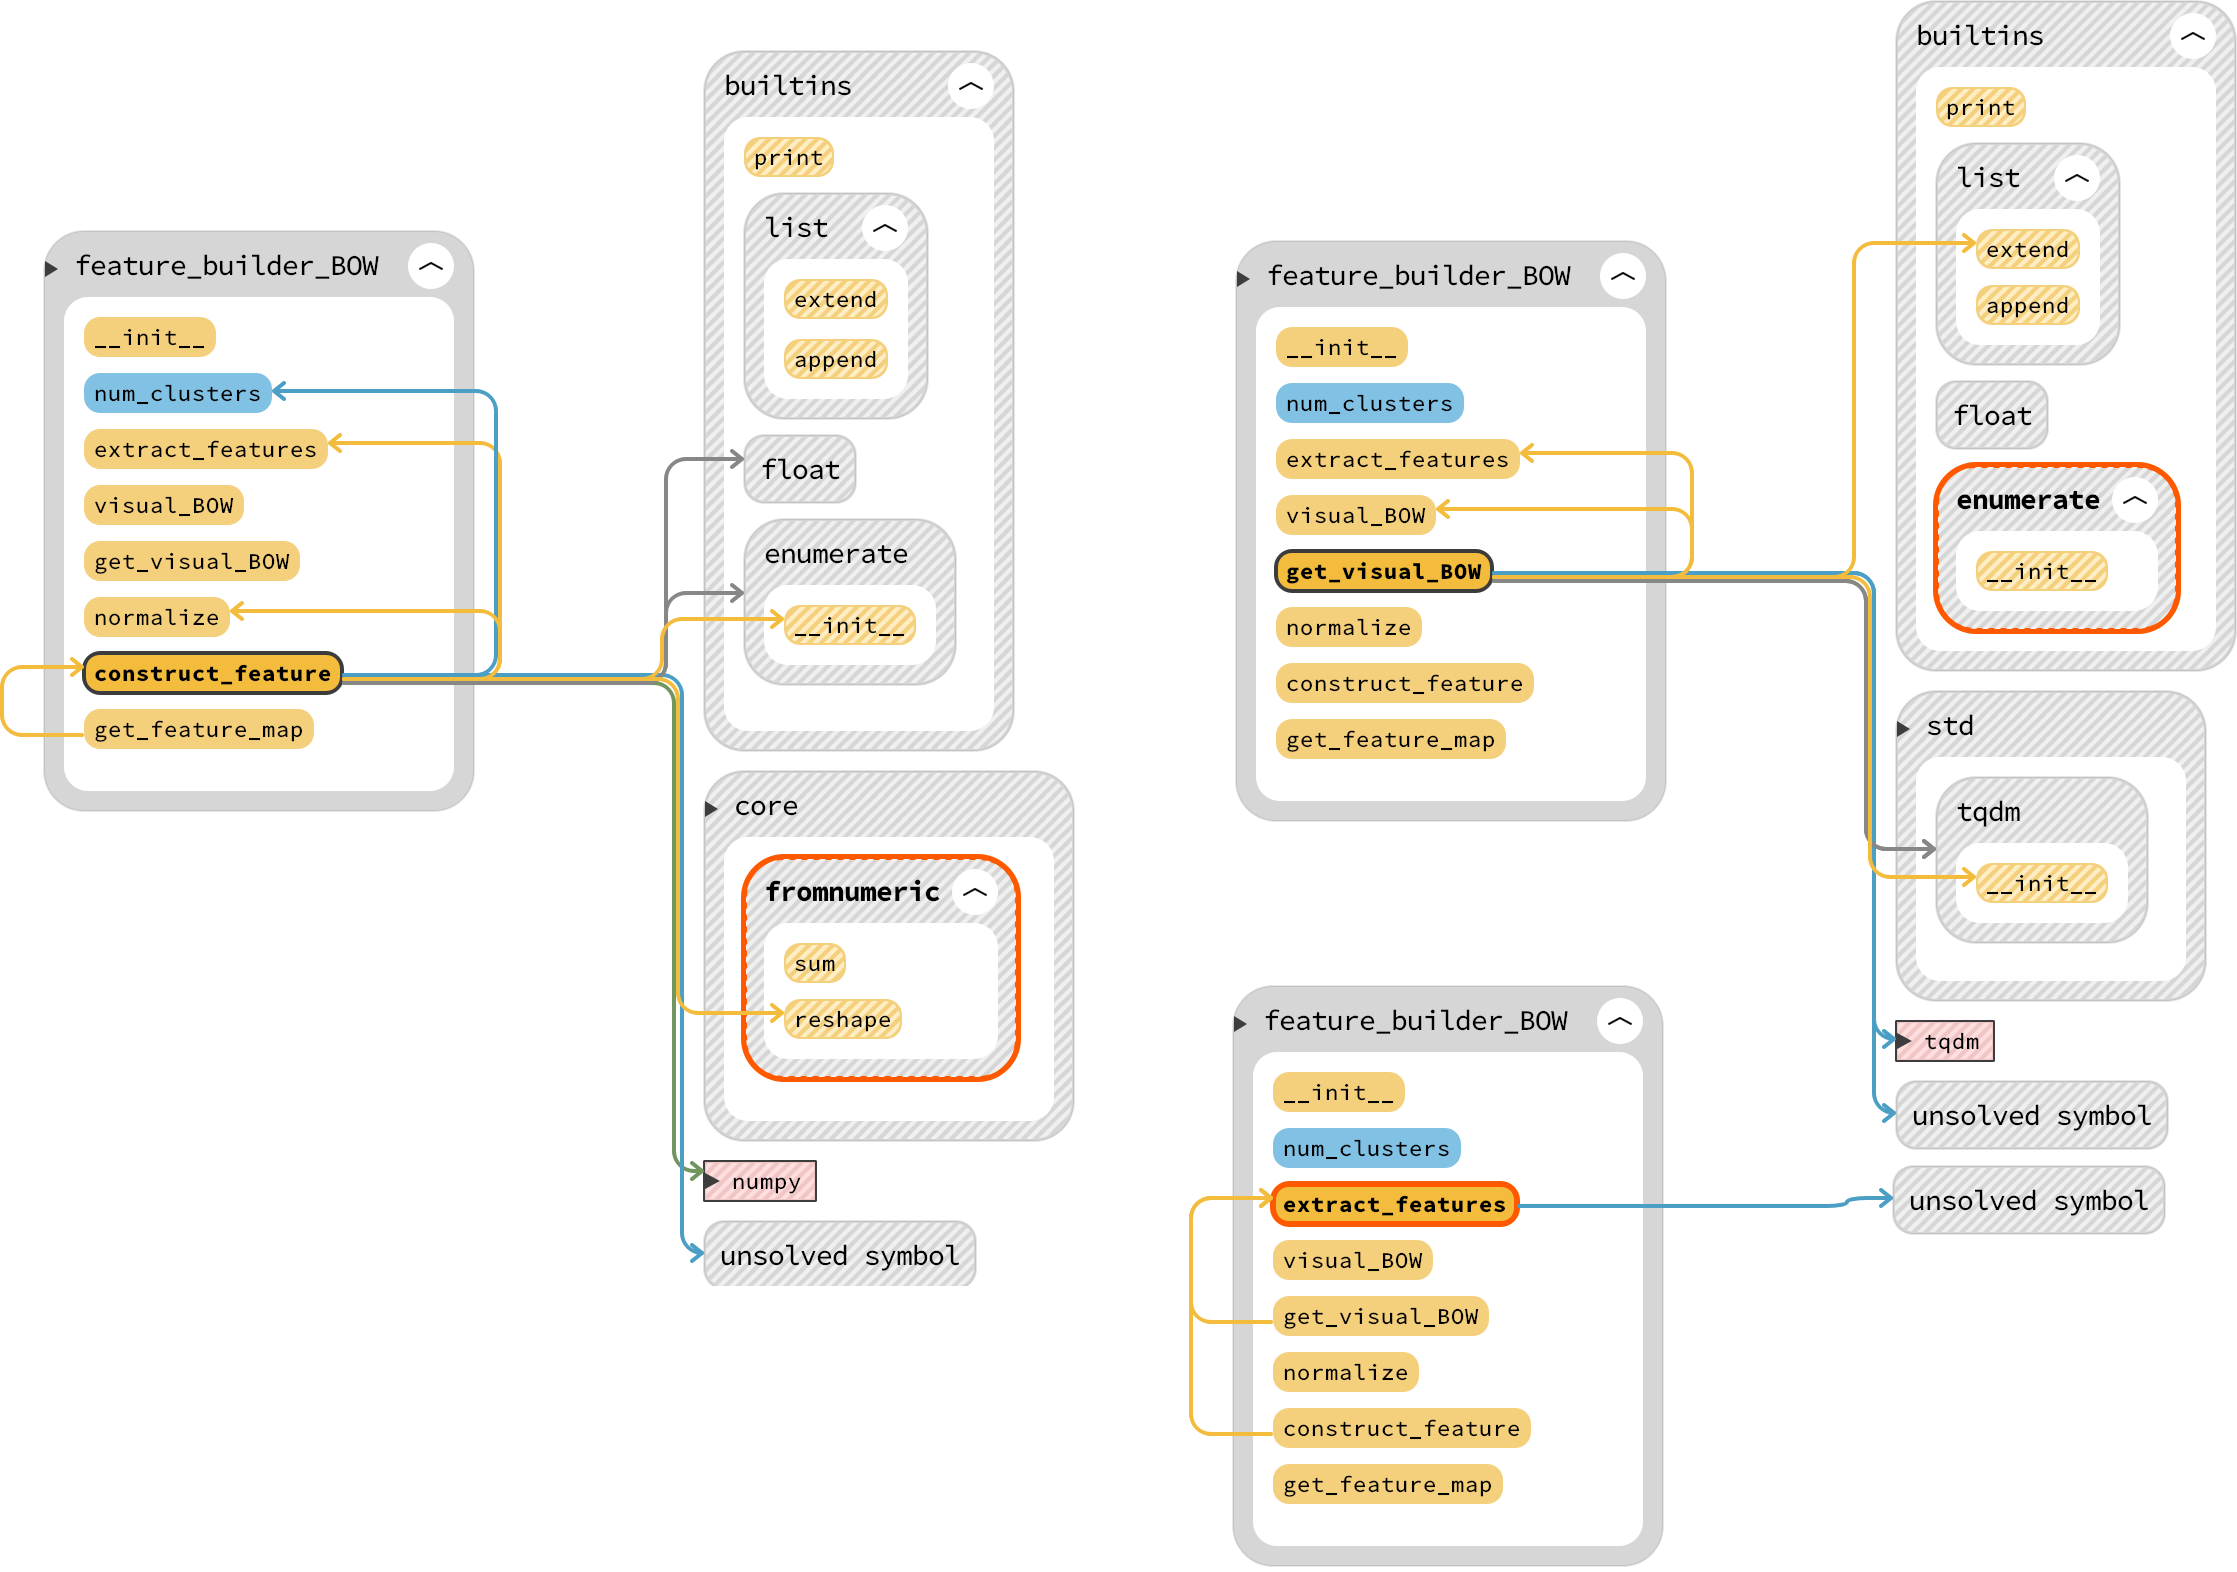 feature_builder_BOW
__init__
num_clusters
extract_features
visual_BOW
get_visual_BOW
normalize
construct_feature
get_feature_map
builtins
print
list
extend
append
float
enumerate
__init__
core
fromnumeric
sum
reshape
numpy
unsolved symbol
feature_builder_BOW
__init__
num_clusters
extract_features
visual_BOW
get_visual_BOW
normalize
construct_feature
get_feature_map
builtins
print
list
extend
append
float
enumerate
__init__
std
tqdm
__init__
tqdm
unsolved symbol
feature_builder_BOW
__init__
num_clusters
extract_features
visual_BOW
get_visual_BOW
normalize
construct_feature
get_feature_map
unsolved symbol